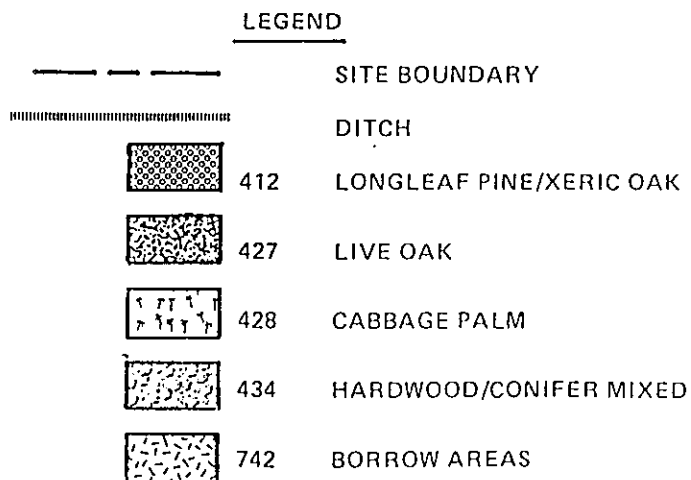 LEGEND
SITE BOUNDARY
DITCH
412 LONGLEAF PINE/XERIC OAK
427 LIVE OAK
428 CABBAGE PALM
434 HARDWOOD/CONIFER MIXED
742 BORROW AREAS